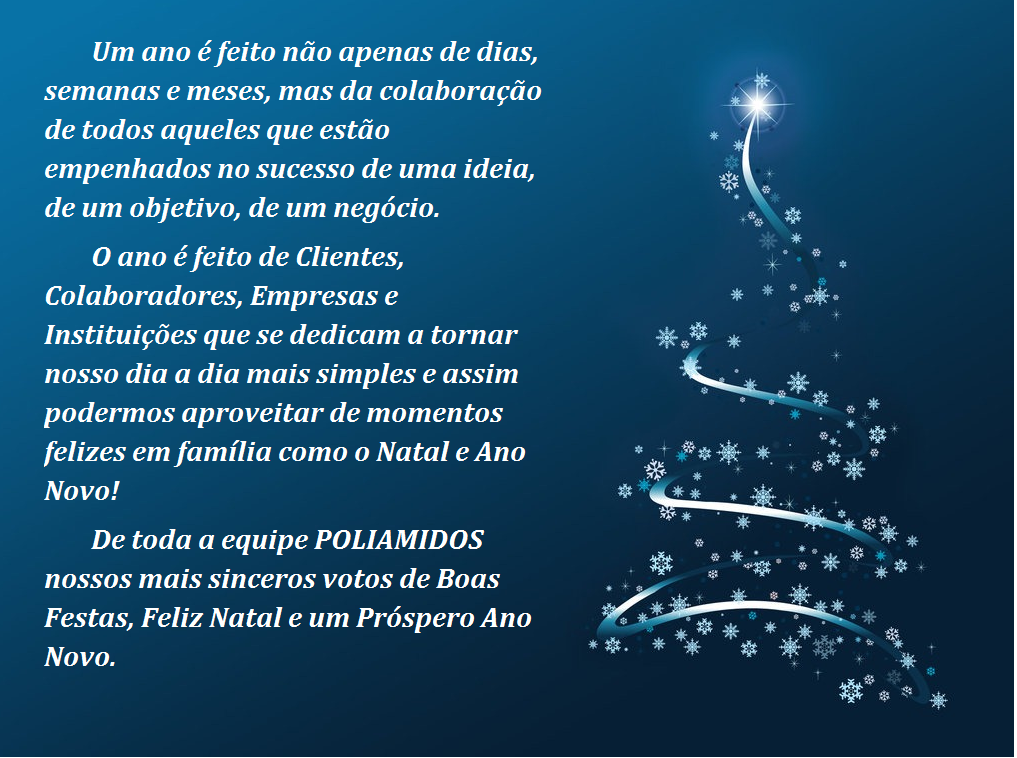 Um ano é feito não apenas de dias,
semanas e meses, mas da colaboração
de todos aqueles que estão
empenhados no sucesso de uma ideia,
de um objetivo, de um negócio.
O ano é feito de Clientes,
Colaboradores, Empresas e
Instituições que se dedicam a tornar
nosso dia a dia mais simples e assim
podermos aproveitar de momentos
felizes em família como o Natal e Ano
Novo!
De toda a equipe POLIAMIDOS
nossos mais sinceros votos de Boas
Festas, Feliz Natal e um Próspero Ano
Novo.